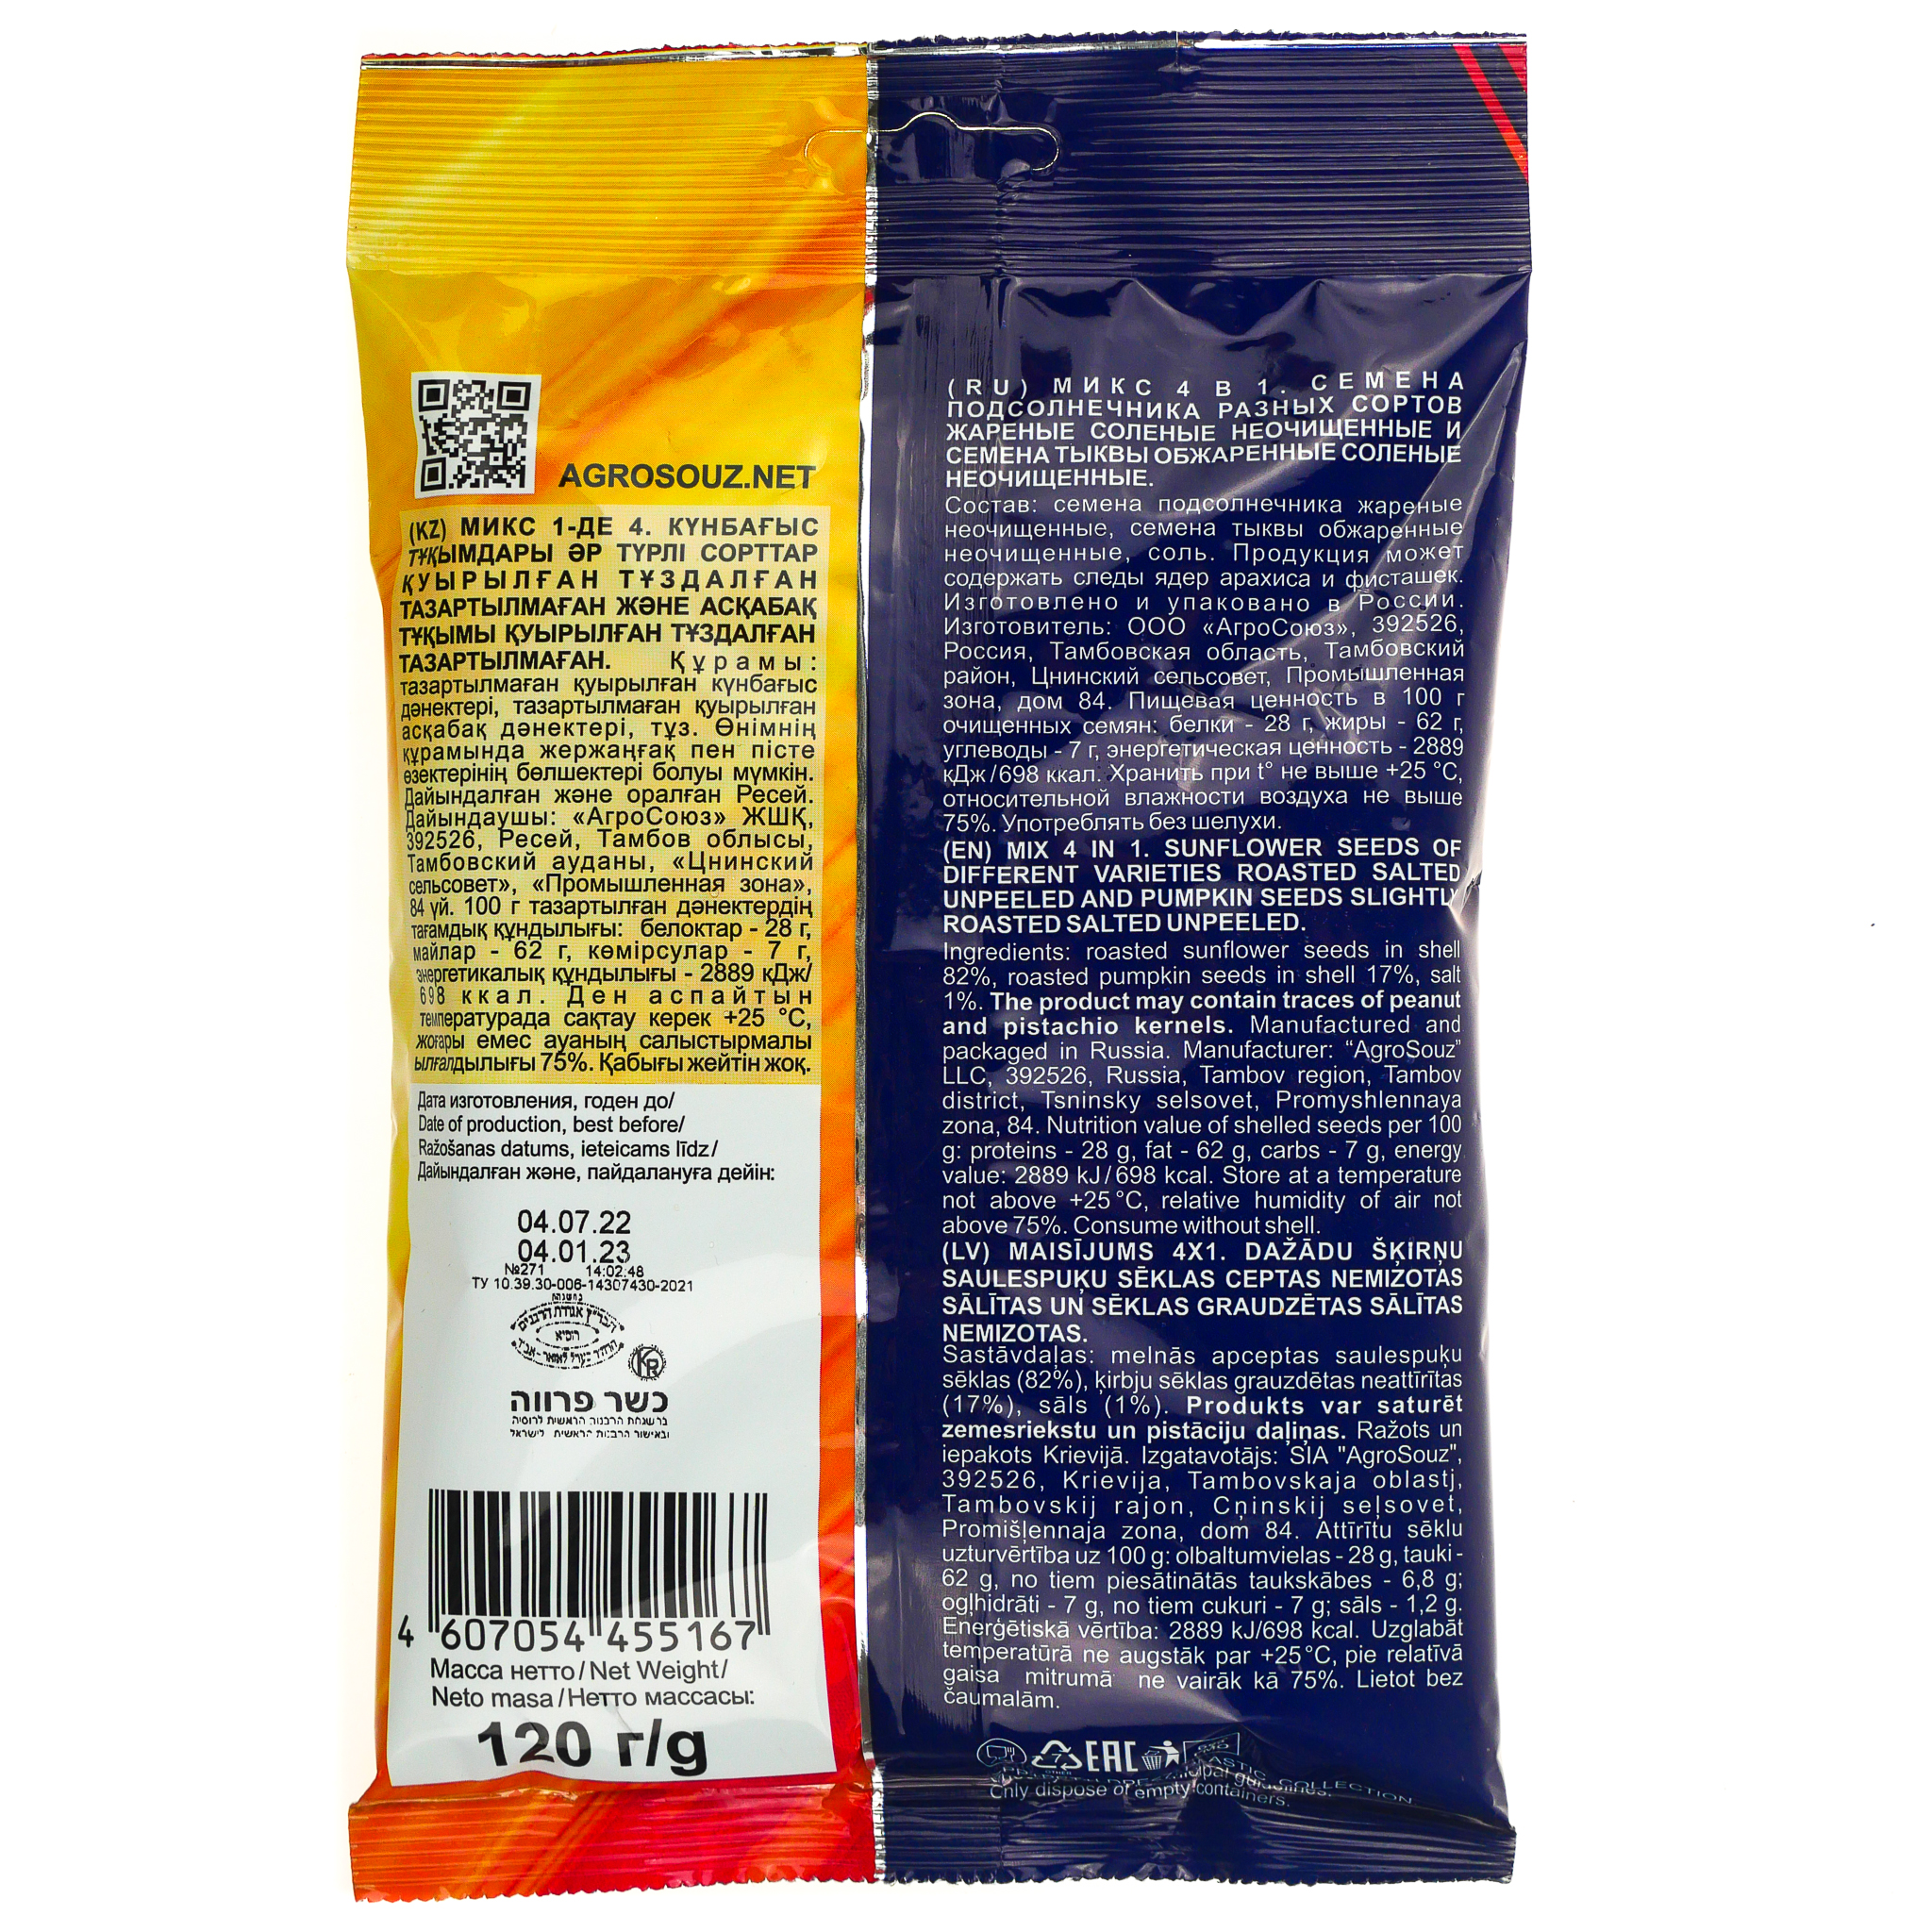 AGROSOUZ.NET
(KZ) МИКС 1-ДЕ 4. КҮНБАҒЫС
ТҰҚЫМДАРЫ ӘР ТҮРЛІ СОРТТАР
ҚУЫРЫЛҒАН ТҰЗДАЛҒАН
ТАЗАРТЫЛМАҒАН ЖӘНЕ АСҚАБАҚ
ТҰҚЫМЫ ҚУЫРЫЛҒАН ТҰЗДАЛҒАН
ТАЗАРТЫЛМАҒАН. Құрамы:
тазартылмаған қуырылған күнбағыс
дәнектері, тазартылмаған қуырылған
асқабақ дәнектері, тұз. Өнімнің
құрамында жержаңғақ пен пісте
өзектерінің бөлшектері болуы мүмкін.
Дайындалған және оралған Ресей.
Дайындаушы: «АгроСоюз» ЖШҚ,
392526, Ресей, Тамбов облысы,
Тамбовский ауданы, «Цнинский
сельсовет», «Промышленная зона»,
84 үй. 100 г тазартылған дәнектердің
тағамдық құндылығы: белоктар - 28 г,
майлар - 62 г, көмірсулар - 7 г,
энергетикалық құндылығы - 2889 кДж/
698 ккал. Ден аспайтын
температурада сақтау керек +25 °C,
жоғары емес ауаның салыстырмалы
ылғалдылығы 75%. Қабығы жейтін жоқ.
Дата изготовления, годен до/
Date of production, best before/
Ražošanas datums, ieteicams līdz/
Дайындалған және, пайдалануға дейін:
04.07.22
04.01.23
№271 14:02:48
ТУ 10.39.30-006-14307430-2021
רוסיא
KR
כשר פרווה
בהשגחת הרבנות הראשית לרוסיה
ובאישור הרבנות הראשית לישראל
4 607054 455167
Масса нетто/Net Weight/
Neto masa/Нетто массасы:
120 г/g
(RU) МИКС 4 В 1. СЕМЕНА
ПОДСОЛНЕЧНИКА РАЗНЫХ СОРТОВ
ЖАРЕНЫЕ СОЛЕНЫЕ НЕОЧИЩЕННЫЕ И
СЕМЕНА ТЫКВЫ ОБЖАРЕННЫЕ СОЛЕНЫЕ
НЕОЧИЩЕННЫЕ.
Состав: семена подсолнечника жареные
неочищенные, семена тыквы обжаренные
неочищенные, соль. Продукция может
содержать следы ядер арахиса и фисташек.
Изготовлено и упаковано в России.
Изготовитель: ООО «АгроСоюз», 392526,
Россия, Тамбовская область, Тамбовский
район, Цнинский сельсовет, Промышленная
зона, дом 84. Пищевая ценность в 100 г
очищенных семян: белки - 28 г, жиры - 62 г,
углеводы - 7 г, энергетическая ценность - 2889
кДж/698 ккал. Хранить при t° не выше +25 °C,
относительной влажности воздуха не выше
75%. Употреблять без шелухи.
(EN) MIX 4 IN 1. SUNFLOWER SEEDS OF
DIFFERENT VARIETIES ROASTED SALTED
UNPEELED AND PUMPKIN SEEDS SLIGHTLY
ROASTED SALTED UNPEELED.
Ingredients: roasted sunflower seeds in shell
82%, roasted pumpkin seeds in shell 17%, salt
1%. The product may contain traces of peanut
and pistachio kernels. Manufactured and
packaged in Russia. Manufacturer: “AgroSouz”
LLC, 392526, Russia, Tambov region, Tambov
district, Tsninsky selsovet, Promyshlennaya
zona, 84. Nutrition value of shelled seeds per 100
g: proteins - 28 g, fat - 62 g, carbs - 7 g, energy
value: 2889 kJ/698 kcal. Store at a temperature
not above +25 °C, relative humidity of air not
above 75%. Consume without shell.
(LV) MAISĪJUMS 4X1. DAŽĀDU ŠĶIRŅU
SAULESPUĶU SĒKLAS CEPTAS NEMIZOTAS
SĀLĪTAS UN SĒKLAS GRAUDZĒTAS SĀLĪTAS
NEMIZOTAS.
Sastāvdaļas: melnās apceptas saulespuķu
sēklas (82%), ķirbju sēklas grauzdētas neattīrītas
(17%), sāls (1%). Produkts var saturēt
zemesriekstu un pistāciju daļiņas. Ražots un
iepakots Krievijā. Izgatavotājs: SIA "AgroSouz",
392526, Krievija, Tambovskaja oblastj,
Tambovskij rajon, Cņinskij seļsovet,
Promišļennaja zona, dom 84. Attīrītu sēklu
uzturvērtība uz 100 g: olbaltumvielas - 28 g, tauki -
62 g, no tiem piesātinātās taukskābes - 6,8 g;
ogļhidrāti - 7 g, no tiem cukuri - 7 g; sāls - 1,2 g.
Enerģētiskā vērtība: 2889 kJ/698 kcal. Uzglabāt
temperatūrā ne augstāk par +25 °C, pie relatīvā
gaisa mitrumā ne vairāk kā 75%. Lietot bez
čaumalām.
7 EAC
COLLECTION
Only dispose of empty containers.